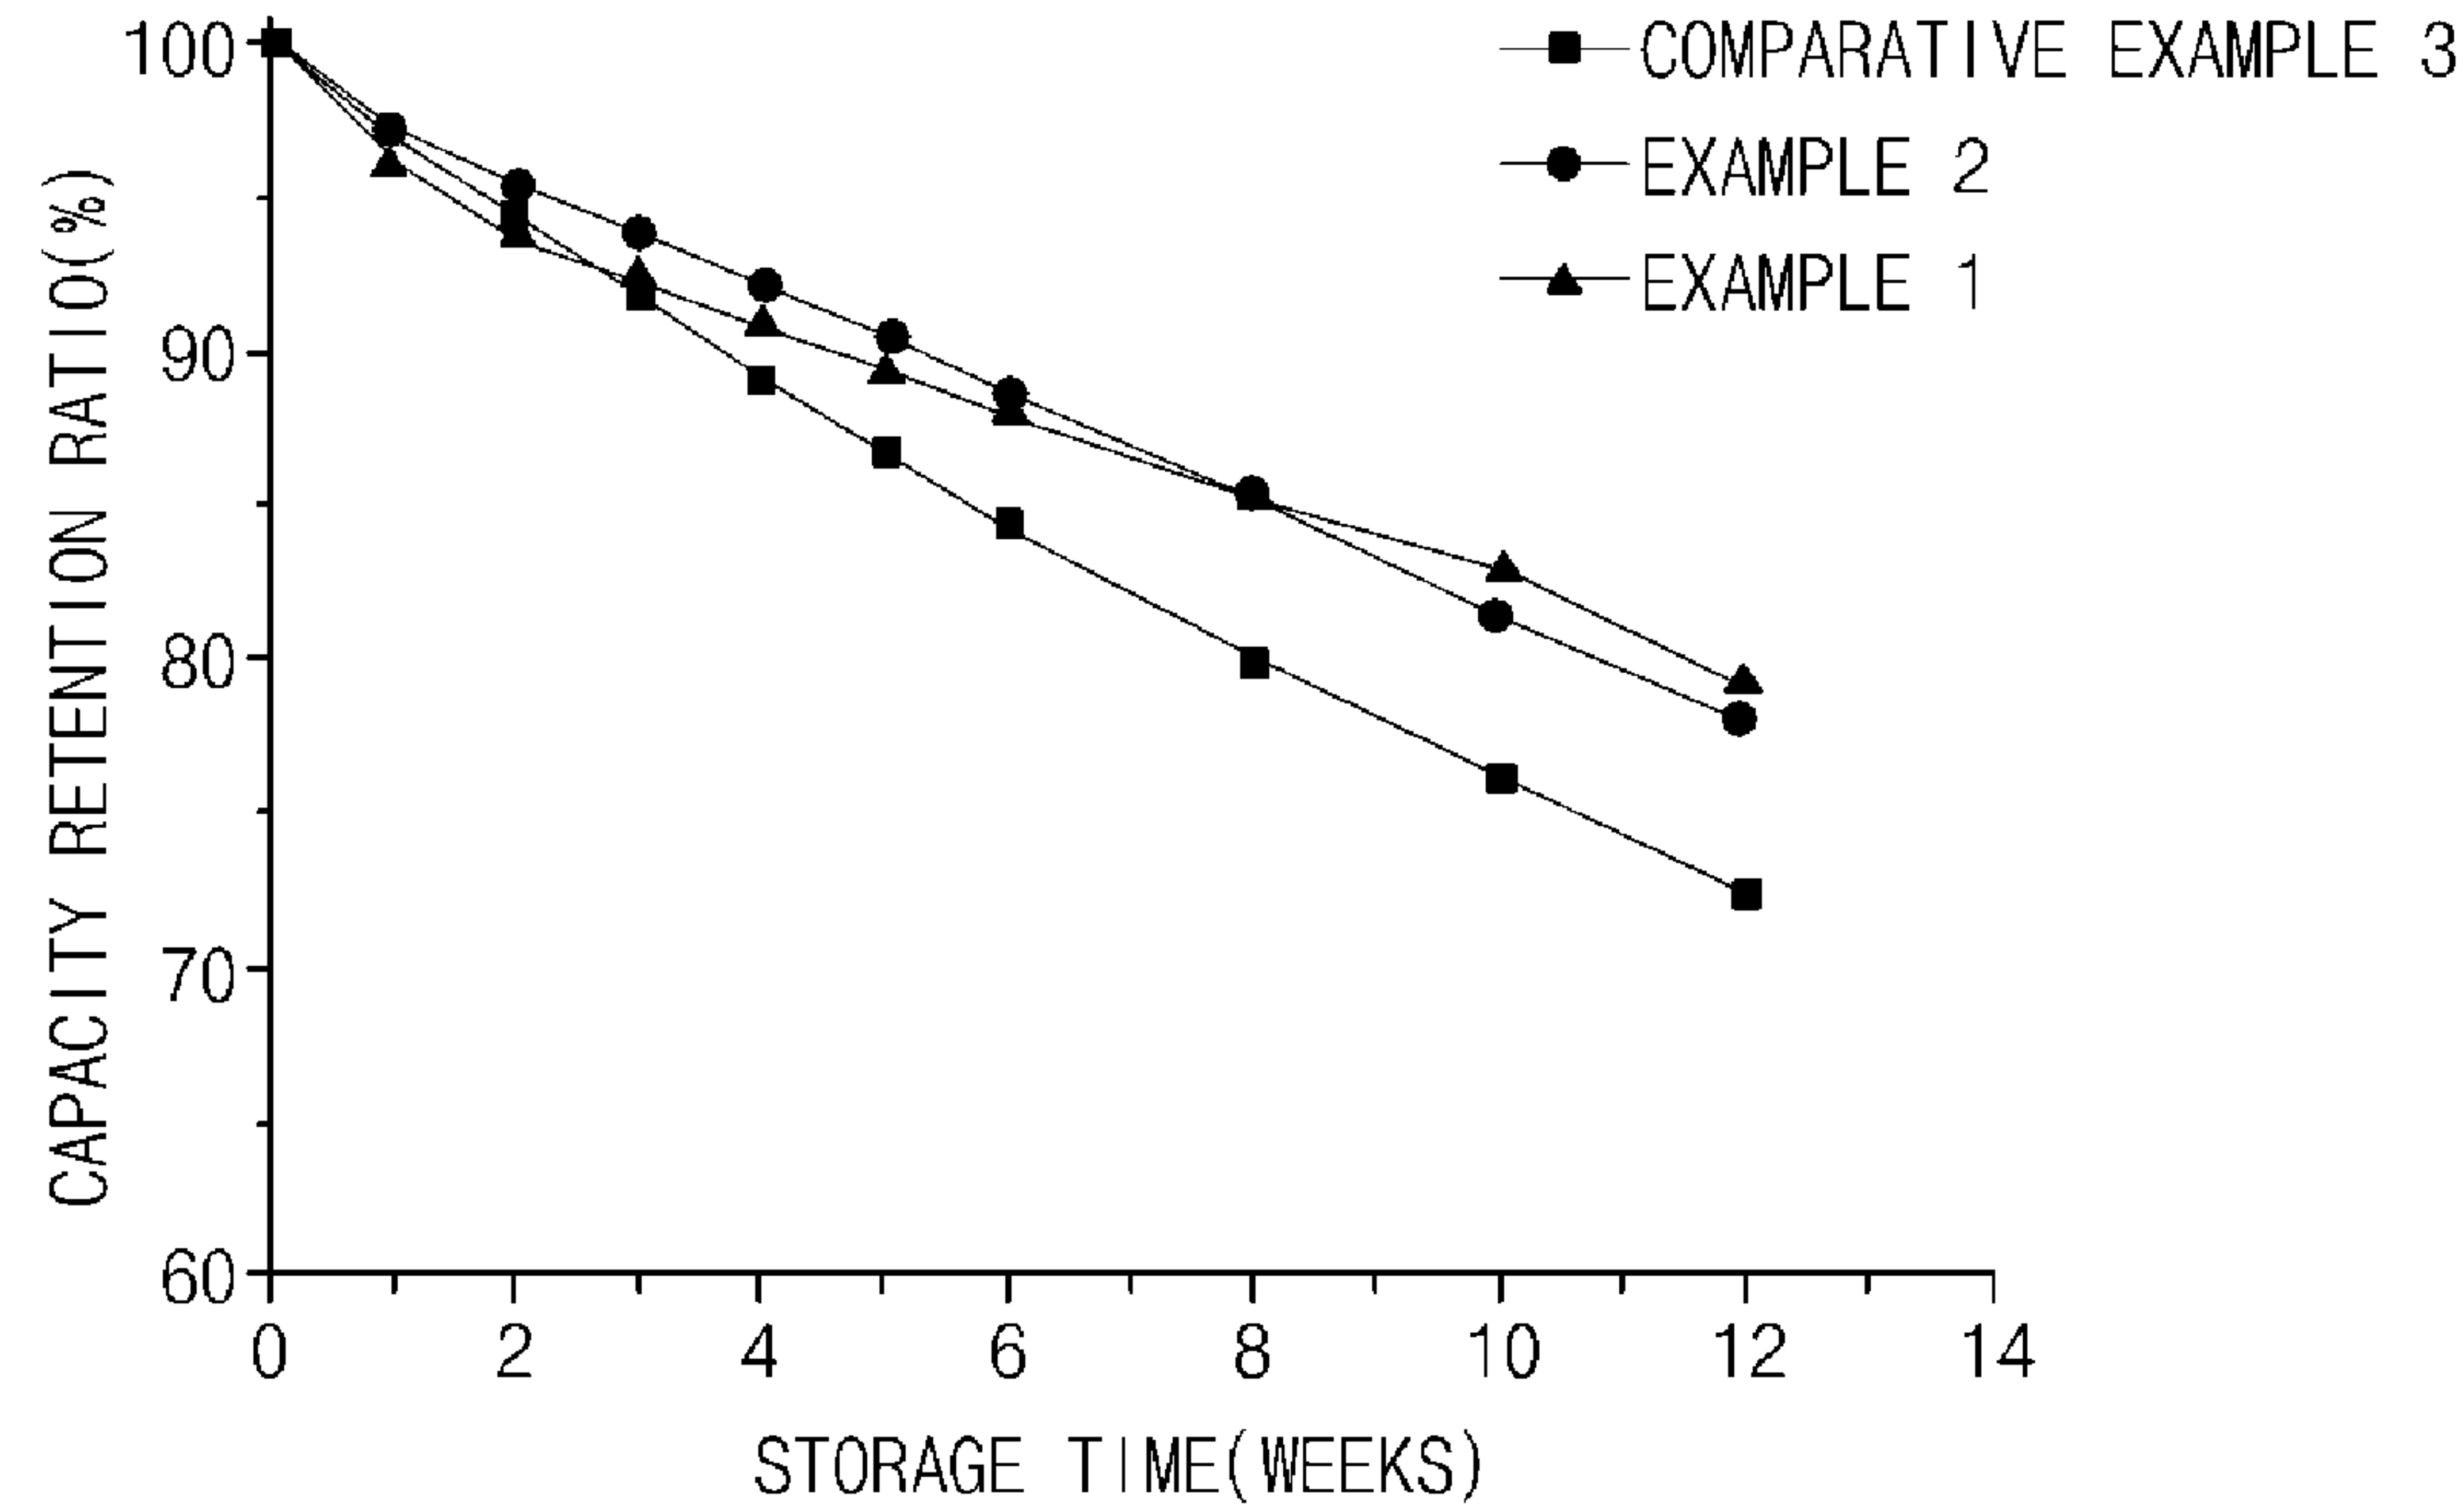 COMPARATIVE EXAMPLE 3
EXAMPLE 2
EXAMPLE 1
CAPACITY RETENTION RATIO(%)
100
90
80
70
60
0 2 4 6 8 10 12 14
STORAGE TIME(WEEKS)